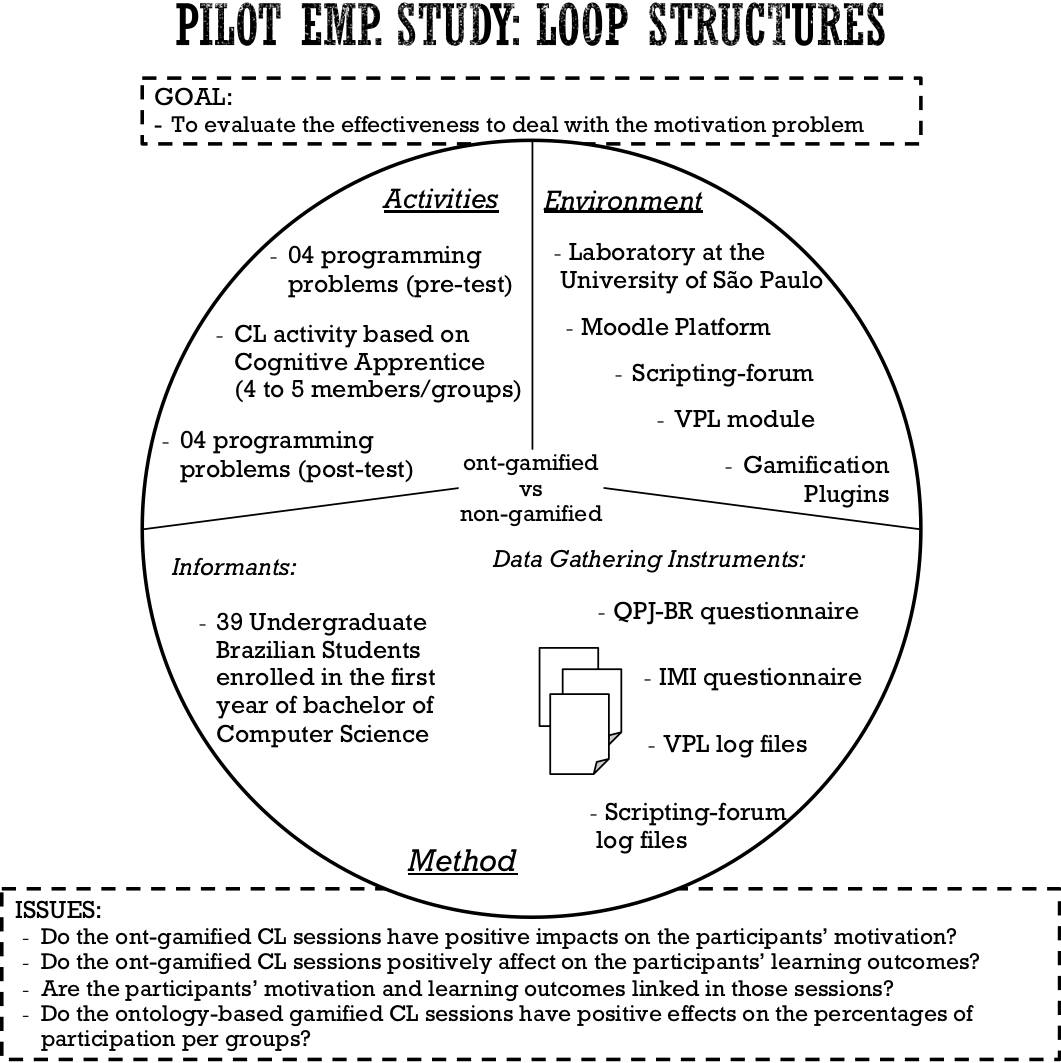 PILOT EMP. STUDY: LOOP STRUCTURES
GOAL:
- To evaluate the effectiveness to deal with the motivation problem
Activities
- 04 programming
problems (pre-test)
- CL activity based on
Cognitive Apprentice
(4 to 5 members/groups)
- 04 programming
problems (post-test)
Environment
- Laboratory at the
University of São Paulo
- Moodle Platform
- Scripting-forum
- VPL module
- Gamification
Plugins
ont-gamified
vs
non-gamified
Informants:
- 39 Undergraduate
Brazilian Students
enrolled in the first
year of bachelor of
Computer Science
Data Gathering Instruments:
- QPJ-BR questionnaire
- IMI questionnaire
- VPL log files
- Scripting-forum
log files
Method
ISSUES:
- Do the ont-gamified CL sessions have positive impacts on the participants' motivation?
- Do the ont-gamified CL sessions positively affect on the participants' learning outcomes?
- Are the participants' motivation and learning outcomes linked in those sessions?
- Do the ontology-based gamified CL sessions have positive effects on the percentages of
participation per groups?